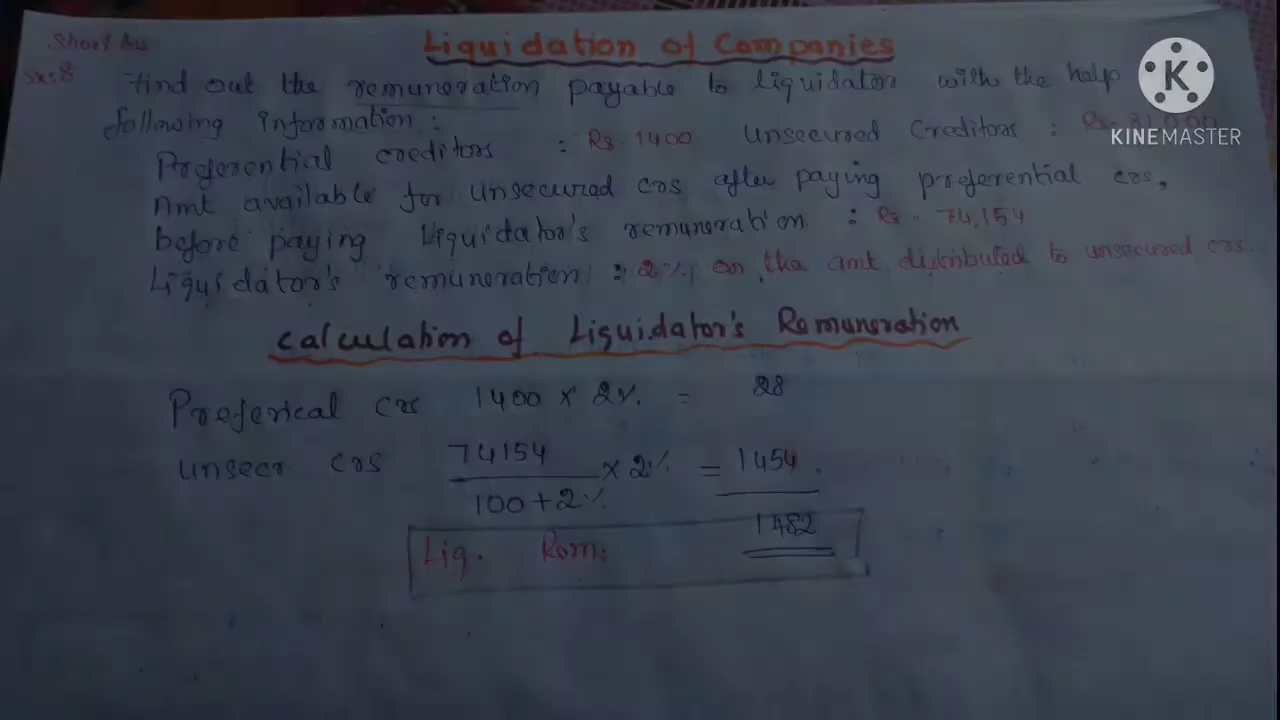 Short Ans
Liquidation of Companies
Find out the remuneration payable to liquidator with the help
following information:
Preferential creditors : Rs. 1400 Unsecured Creditors : Rs.
Amt available for unsecured crs after paying preferential crs,
before paying Liquidator's remuneration : Rs. 74,154
Liquidator's remuneration : 2% on the amt distributed to unsecured crs.
Calculation of Liquidator's Remuneration
Preferical crs 1400 x 2% = 28
unsecr crs 74154 / 100+2% x 2% = 1454.
1482
Liq. Rem:
K
KINEMASTER